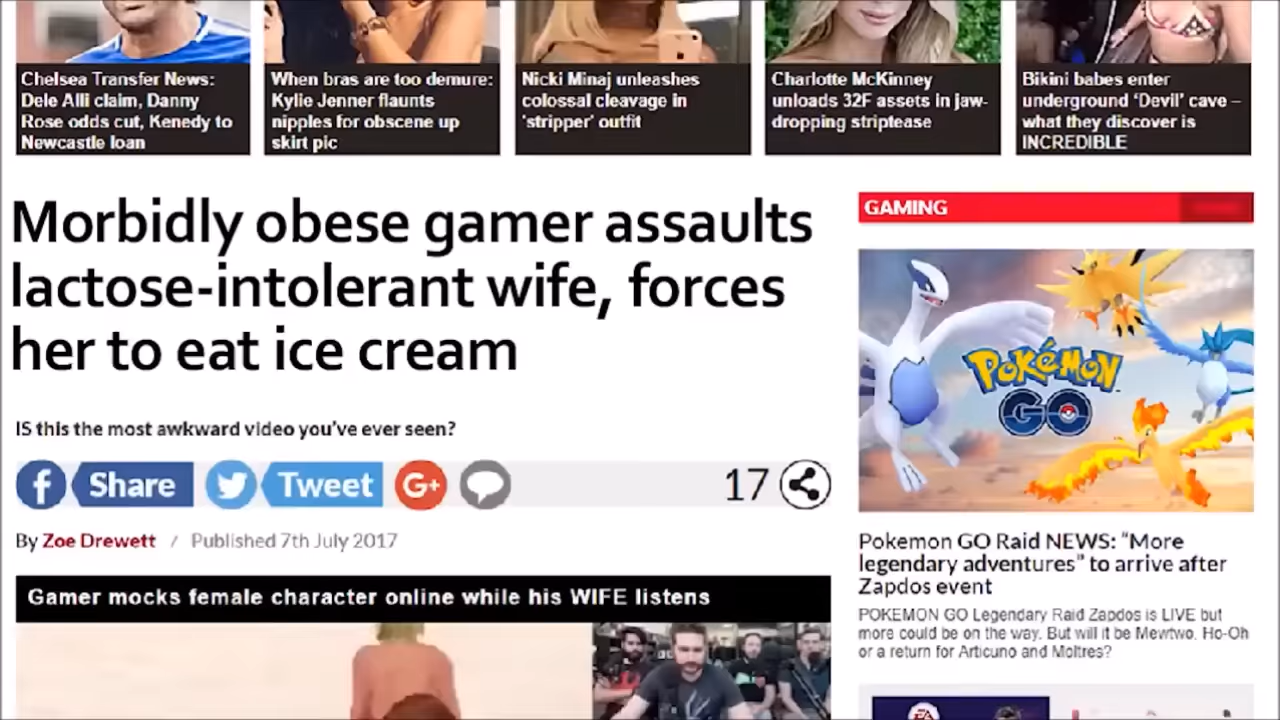 Chelsea Transfer News:
Dele Alli claim, Danny
Rose odds cut, Kenedy to
Newcastle loan
When bras are too demure:
Kylie Jenner flaunts
nipples for obscene up
skirt pic
Nicki Minaj unleashes
colossal cleavage in
'stripper' outfit
Charlotte McKinney
unloads 32F assets in jaw-
dropping striptease
Bikini babes enter
underground 'Devil' cave –
what they discover is
INCREDIBLE
Morbidly obese gamer assaults
lactose-intolerant wife, forces
her to eat ice cream
IS this the most awkward video you've ever seen?
f Share
Tweet
G+
17
By Zoe Drewett / Published 7th July 2017
Gamer mocks female character online while his WIFE listens
GAMING
POKéMON
GO
Pokemon GO Raid NEWS: "More
legendary adventures" to arrive after
Zapdos event
POKEMON GO Legendary Raid Zapdos is LIVE but
more could be on the way. But will it be Mewtwo, Ho-Oh
or a return for Articuno and Moltres?
EA